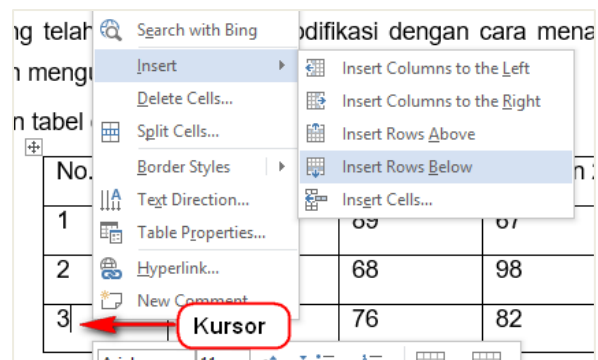 ng telah
odifikasi dengan cara mena
n mengu
n tabel
Search with Bing
Insert
Delete Cells...
Split Cells...
Border Styles
Text Direction...
Table Properties...
Hyperlink...
New Comment
Insert Columns to the Left
Insert Columns to the Right
Insert Rows Above
Insert Rows Below
Insert Cells...
No.
1 89 67
2 68 98
3 76 82
Kursor